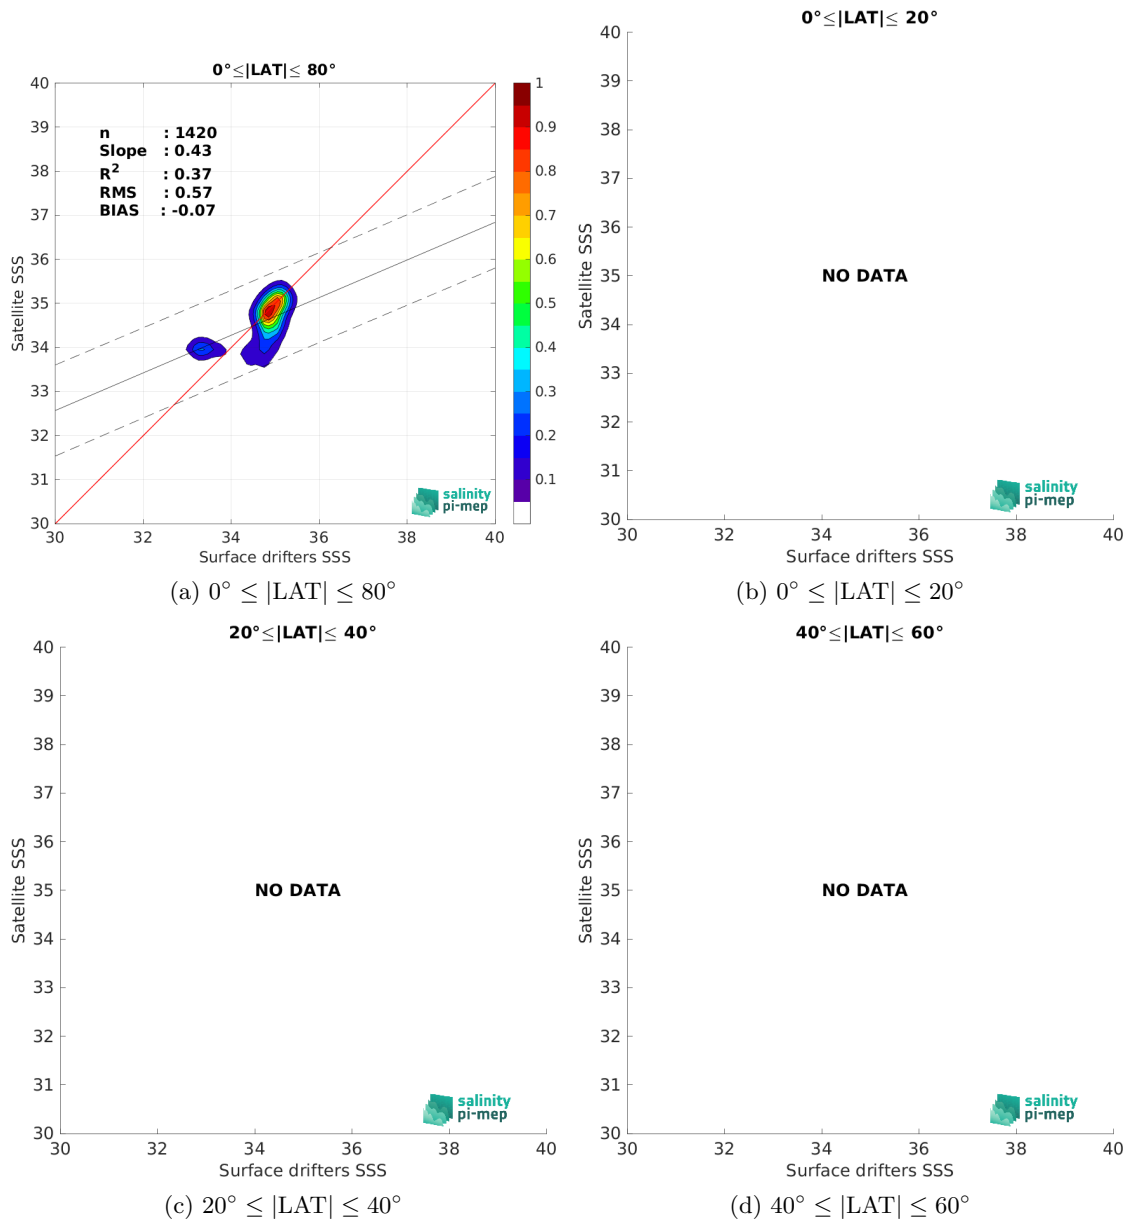 0°≤|LAT|≤ 80°
40
39
38
37
36
35
34
33
32
31
30
n : 1420
Slope : 0.43
R² : 0.37
RMS : 0.57
BIAS : -0.07
Satellite SSS
salinity
pi-mep
30 32 34 36 38 40
Surface drifters SSS
1
0.9
0.8
0.7
0.6
0.5
0.4
0.3
0.2
0.1
(a) 0° ≤ |LAT| ≤ 80°
0°≤|LAT|≤ 20°
40
39
38
37
36
35
34
33
32
31
30
Satellite SSS
NO DATA
salinity
pi-mep
30 32 34 36 38 40
Surface drifters SSS
(b) 0° ≤ |LAT| ≤ 20°
20°≤|LAT|≤ 40°
40
39
38
37
36
35
34
33
32
31
30
Satellite SSS
NO DATA
salinity
pi-mep
30 32 34 36 38 40
Surface drifters SSS
(c) 20° ≤ |LAT| ≤ 40°
40°≤|LAT|≤ 60°
40
39
38
37
36
35
34
33
32
31
30
Satellite SSS
NO DATA
salinity
pi-mep
30 32 34 36 38 40
Surface drifters SSS
(d) 40° ≤ |LAT| ≤ 60°